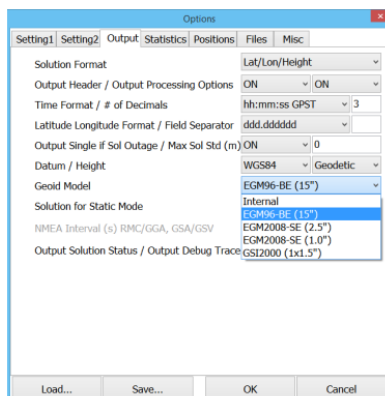 Options
Setting1 Setting2 Output Statistics Positions Files Misc
Solution Format Lat/Lon/Height
Output Header / Output Processing Options ON ON
Time Format / # of Decimals hh:mm:ss GPST 3
Latitude Longitude Format / Field Separator ddd.dddddd
Output Single if Sol Outage / Max Sol Std (m) ON 0
Datum / Height WGS84 Geodetic
Geoid Model EGM96-BE (15")
Internal
Solution for Static Mode EGM96-BE (15")
EGM2008-SE (2.5")
NMEA Interval (s) RMC/GGA, GSA/GSV EGM2008-SE (1.0")
Output Solution Status / Output Debug Trace GSI2000 (1x1.5")
Load... Save... OK Cancel